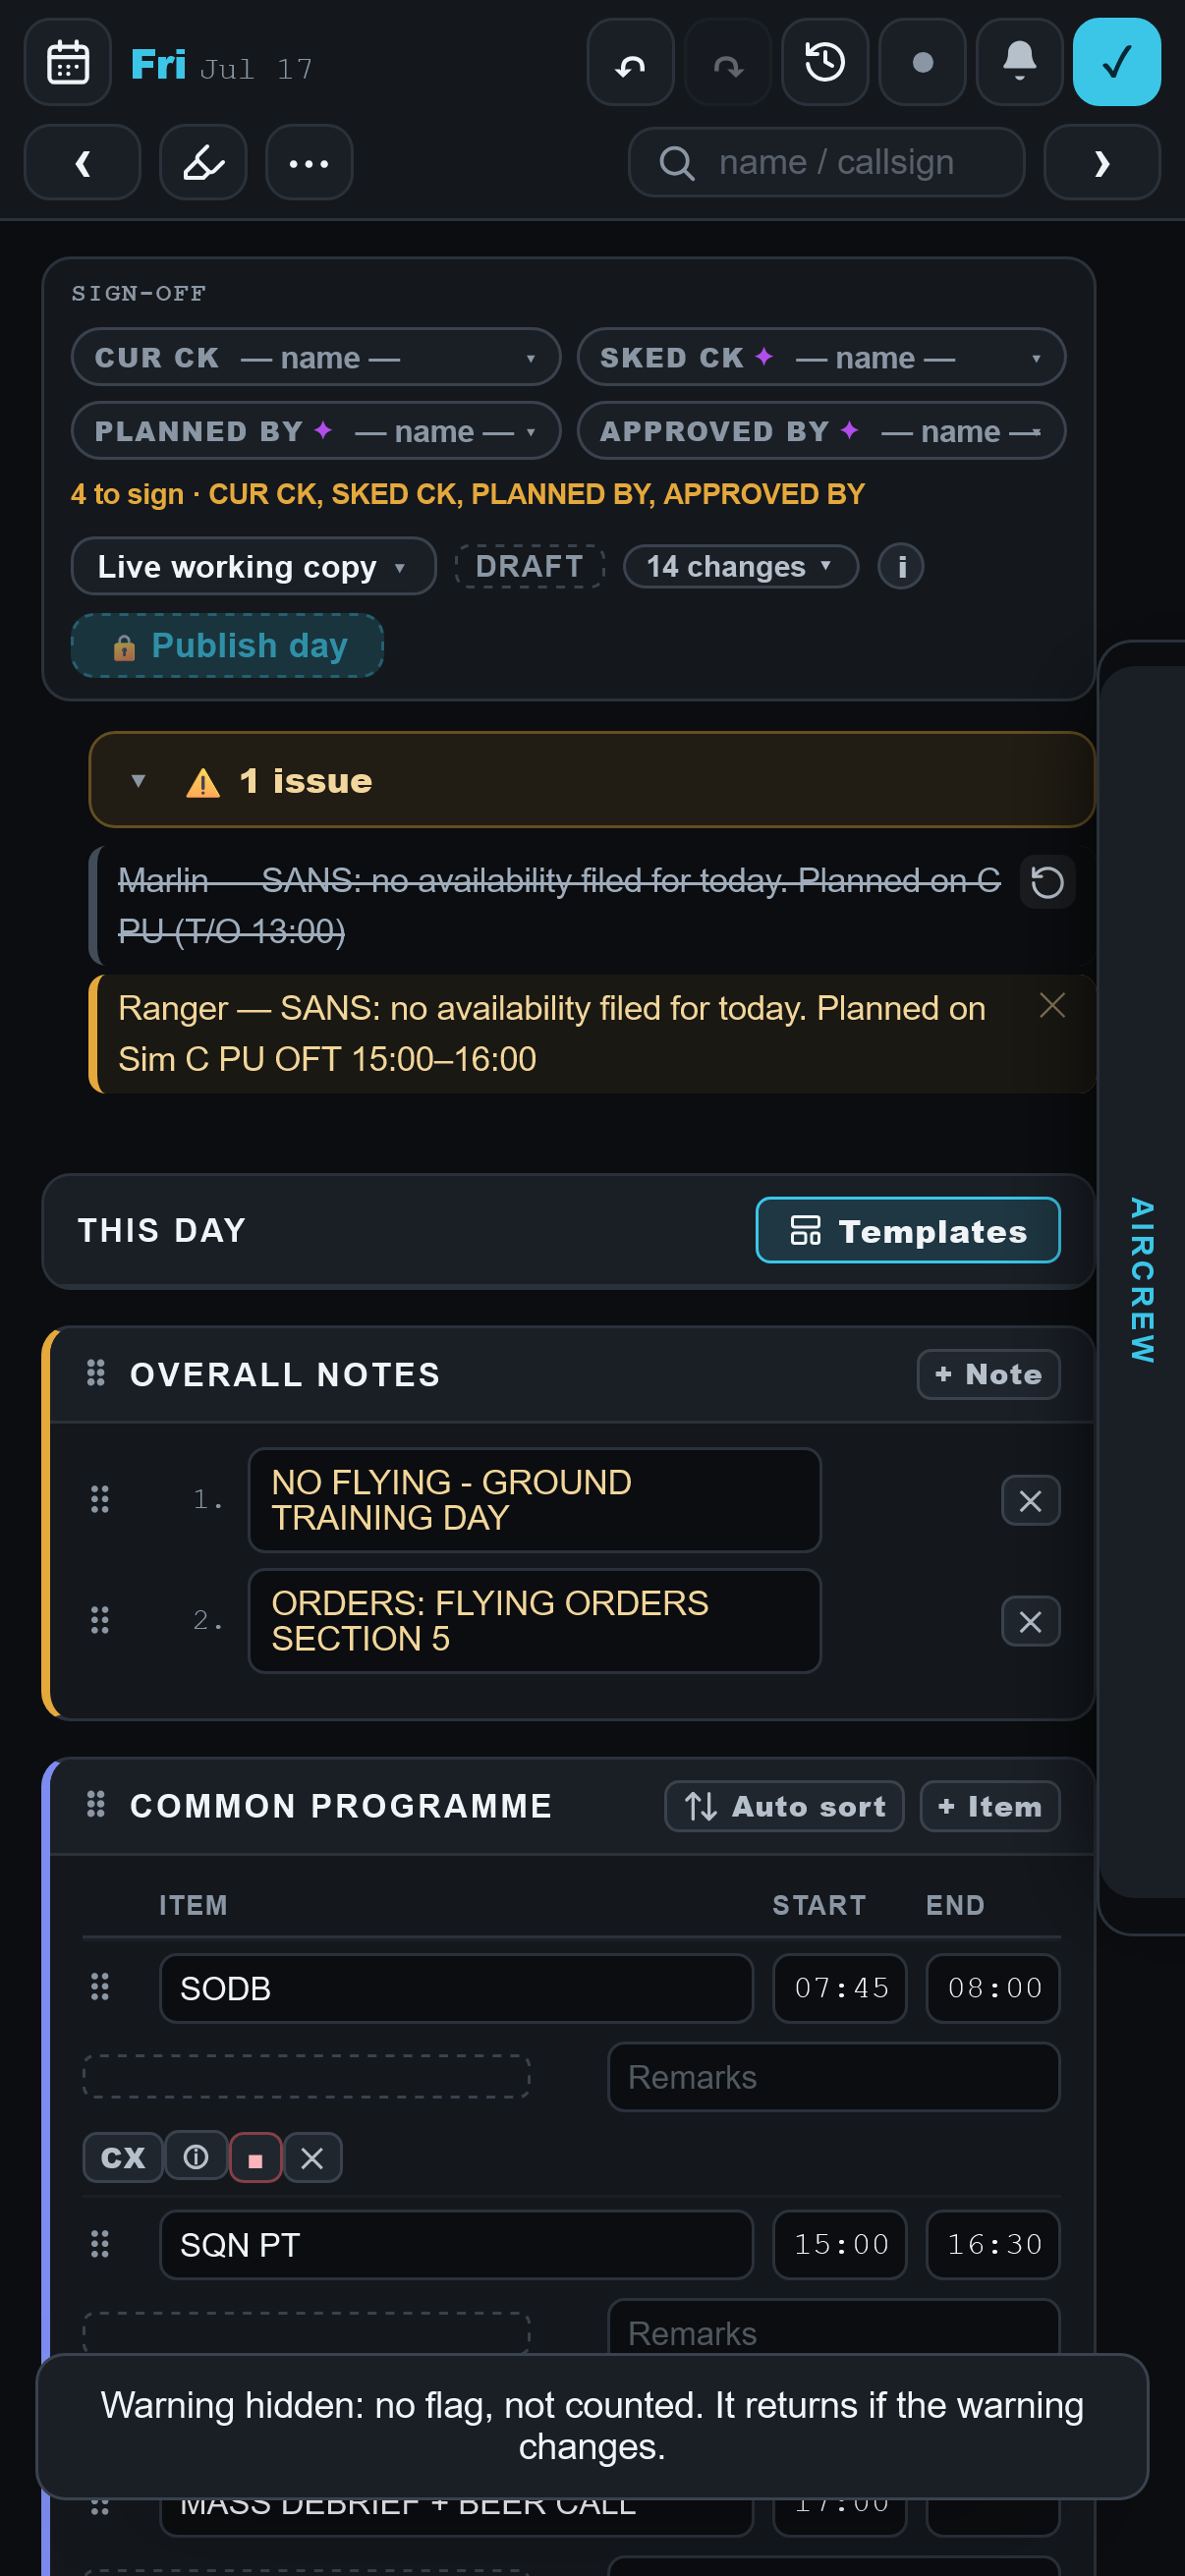 Fri Jul 17
name / callsign
SIGN-OFF
CUR CK — name —
SKED CK — name —
PLANNED BY — name —
APPROVED BY — name —
4 to sign · CUR CK, SKED CK, PLANNED BY, APPROVED BY
Live working copy
DRAFT
14 changes
i
Publish day
1 issue
Marlin — SANS: no availability filed for today. Planned on C
PU (T/O 13:00)
Ranger — SANS: no availability filed for today. Planned on
Sim C PU OFT 15:00–16:00
AIRCREW
THIS DAY
Templates
OVERALL NOTES
+ Note
1. NO FLYING - GROUND
TRAINING DAY
2. ORDERS: FLYING ORDERS
SECTION 5
COMMON PROGRAMME
Auto sort
+ Item
ITEM START END
SODB 07:45 08:00
Remarks
CX
SQN PT 15:00 16:30
Remarks
Warning hidden: no flag, not counted. It returns if the warning
changes.
MASS DEBRIEF + BEER CALL 17:00